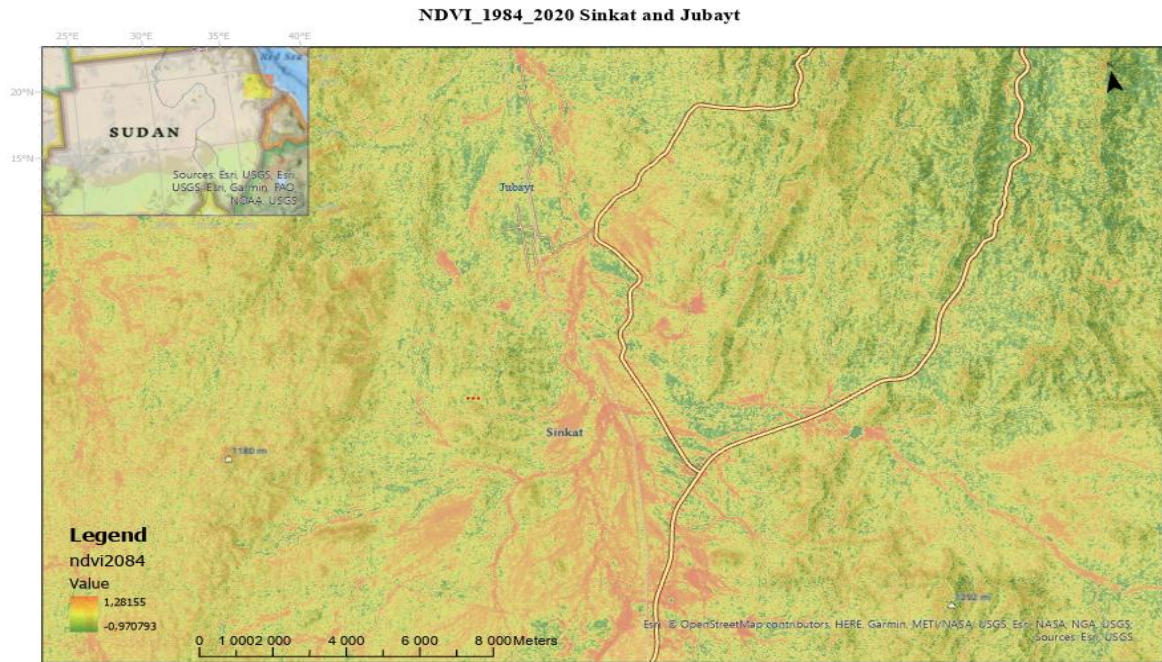 NDVI_1984_2020 Sinkat and Jubayt
25°E 30°E 35°E 40°E
20°N
15°N
Red Sea
SUDAN
Sources: Esri, USGS, Esri,
USGS, Esri, Garmin, FAO,
NOAA, USGS
Jubayt
Sinkat
1180 m
1292 m
Legend
ndvi2084
Value
1,28155
-0,970793
0 1 000 2 000 4 000 6 000 8 000 Meters
Esri, © OpenStreetMap contributors, HERE, Garmin, METI/NASA, USGS, Esri, NASA, NGA, USGS,
Sources: Esri, USGS